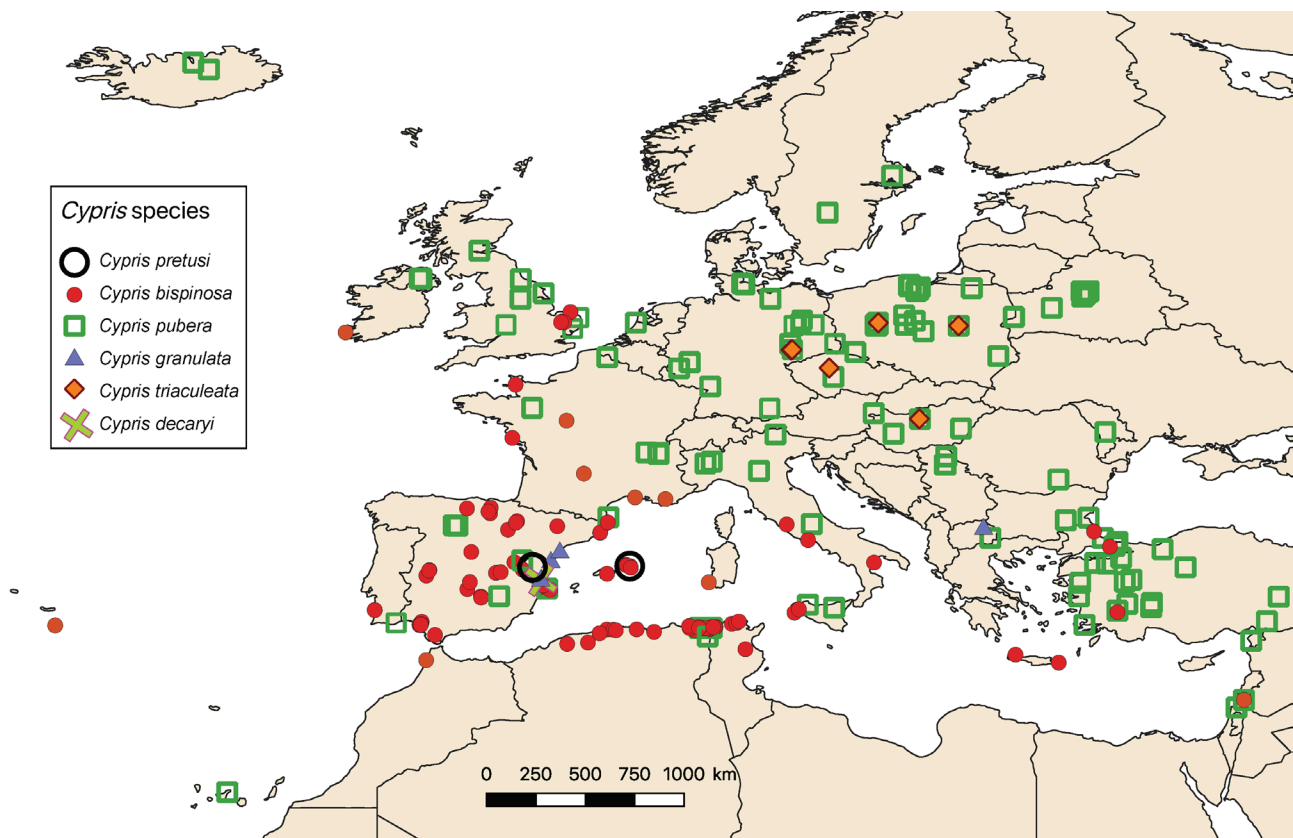 Cypris species
Cypris pretusi
Cypris bispinosa
Cypris pubera
Cypris granulata
Cypris triaculeata
Cypris decaryi
0 250 500 750 1000 km